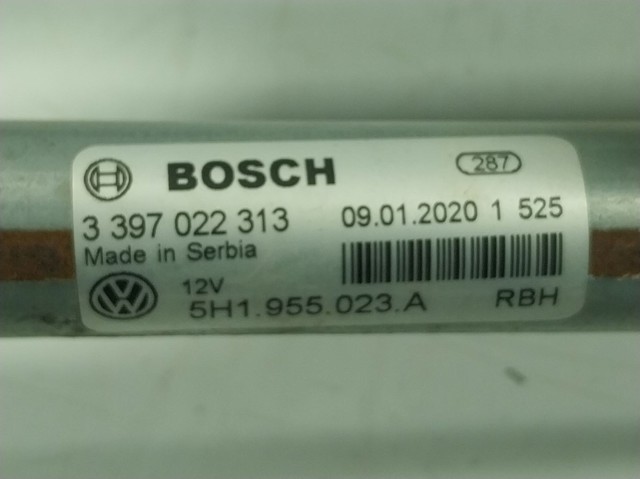 BOSCH 287
3 397 022 313 09.01.2020 1 525
Made in Serbia
12V
5H1.955.023.A RBH